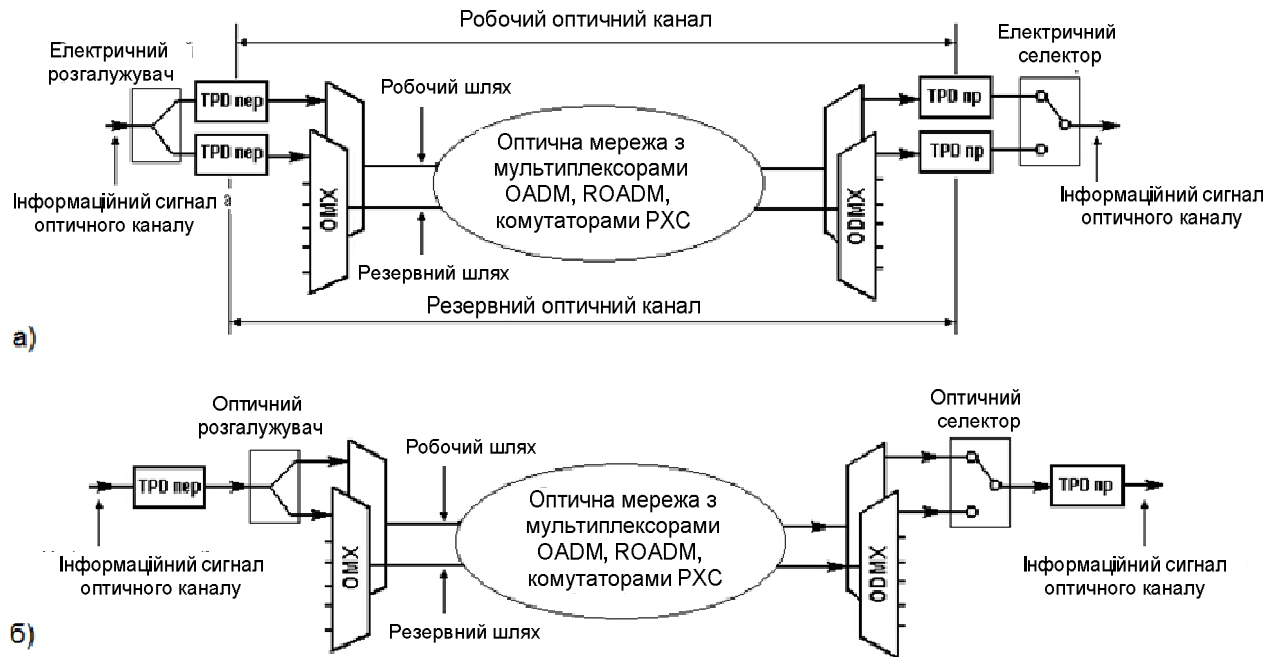 Робочий оптичний канал
Електричний
розгалужувач
Електричний
селектор
TPD пер
Робочий шлях
TPD пр
TPD пер
Оптична мережа з
мультиплексорами
OADM, ROADM,
комутаторами PXC
TPD пр
Інформаційний сигнал
оптичного каналу
OMX
ODMX
Інформаційний сигнал
оптичного каналу
Резервний шлях
Резервний оптичний канал
а)
Оптичний
розгалужувач
Оптичний
селектор
Робочий шлях
TPD пер
TPD пр
Оптична мережа з
мультиплексорами
OADM, ROADM,
комутаторами PXC
Інформаційний сигнал
оптичного каналу
OMX
ODMX
Інформаційний сигнал
оптичного каналу
Резервний шлях
б)